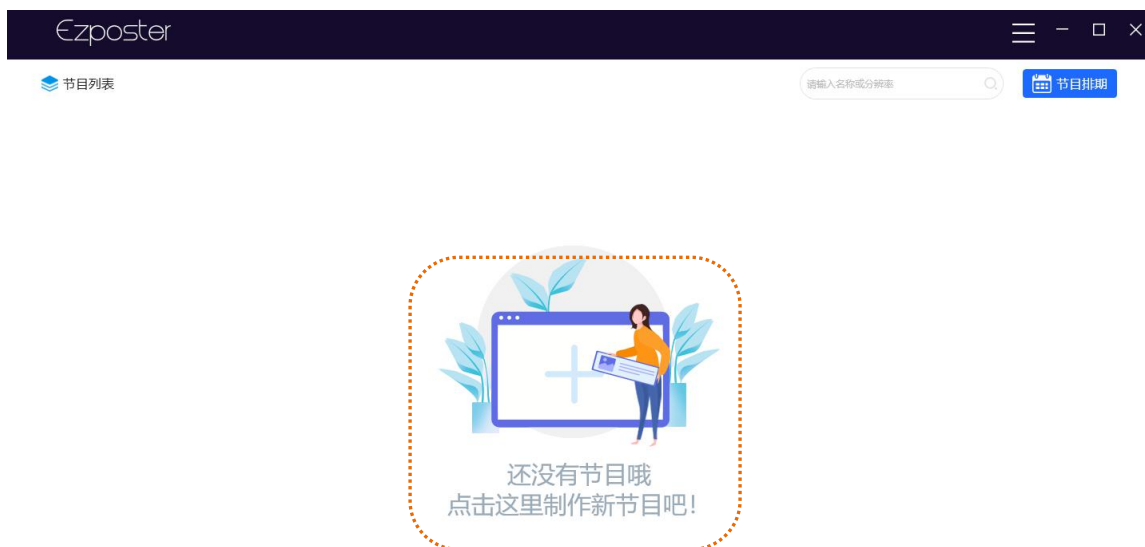 Ezposter
节目列表
请输入名称或分辨率
节目排期
还没有节目哦
点击这里制作新节目吧!